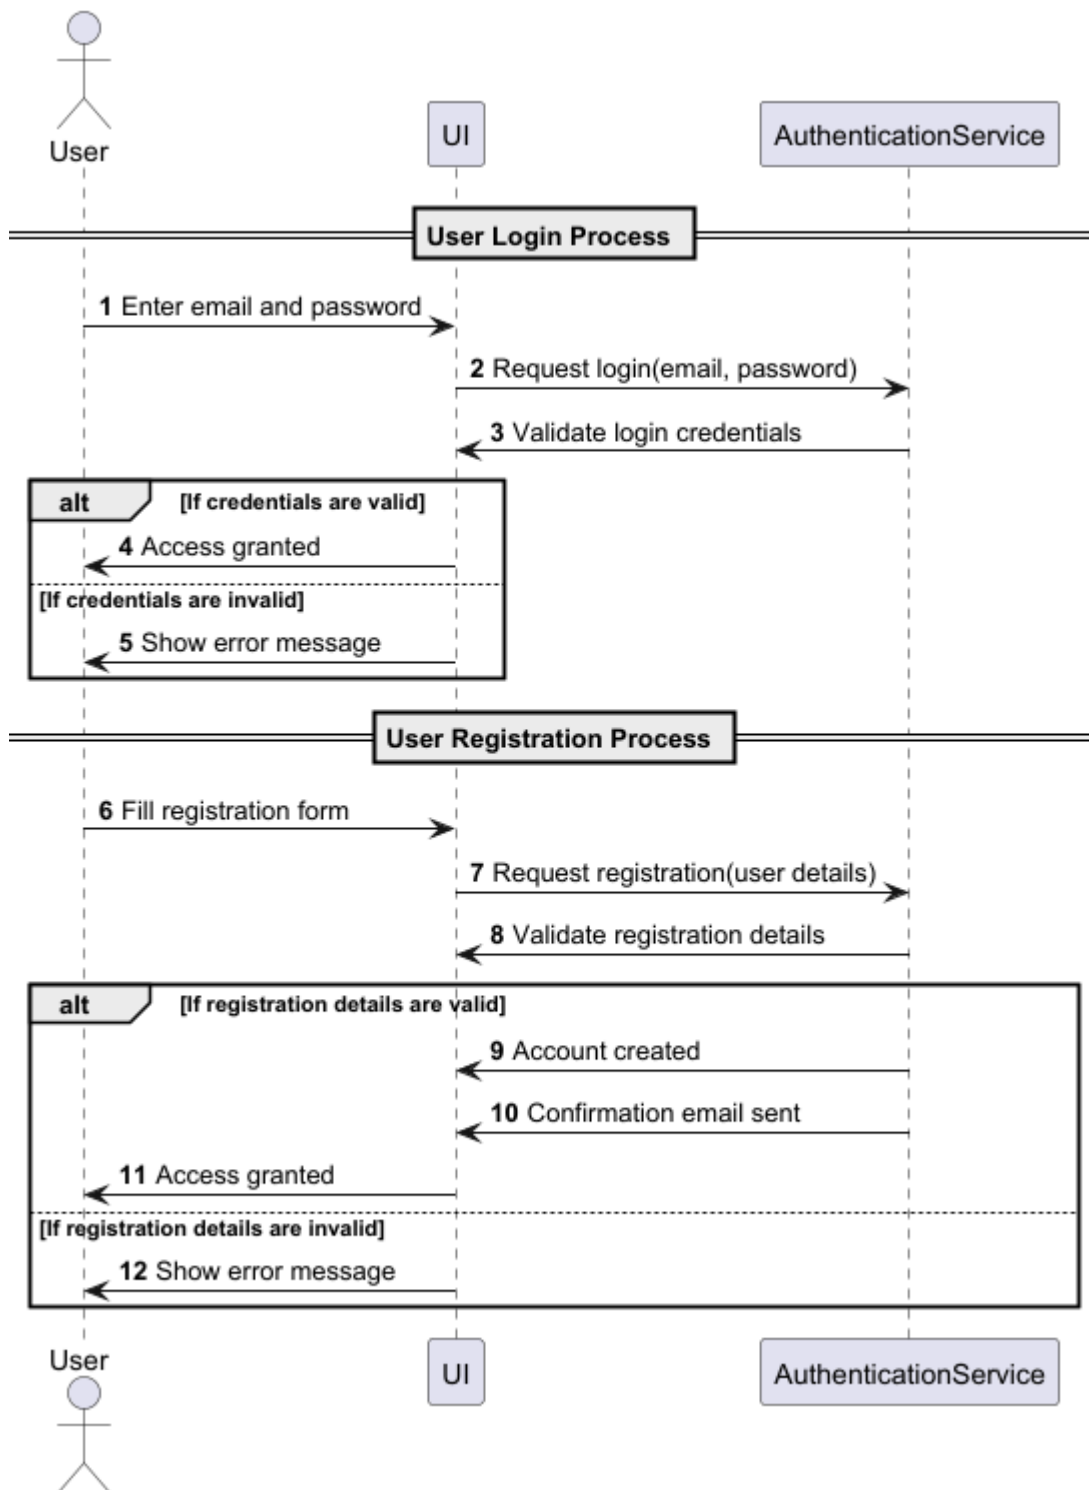 User
UI
AuthenticationService
User Login Process
1 Enter email and password
2 Request login(email, password)
3 Validate login credentials
alt [If credentials are valid]
4 Access granted
[If credentials are invalid]
5 Show error message
User Registration Process
6 Fill registration form
7 Request registration(user details)
8 Validate registration details
alt [If registration details are valid]
9 Account created
10 Confirmation email sent
11 Access granted
[If registration details are invalid]
12 Show error message
User
UI
AuthenticationService